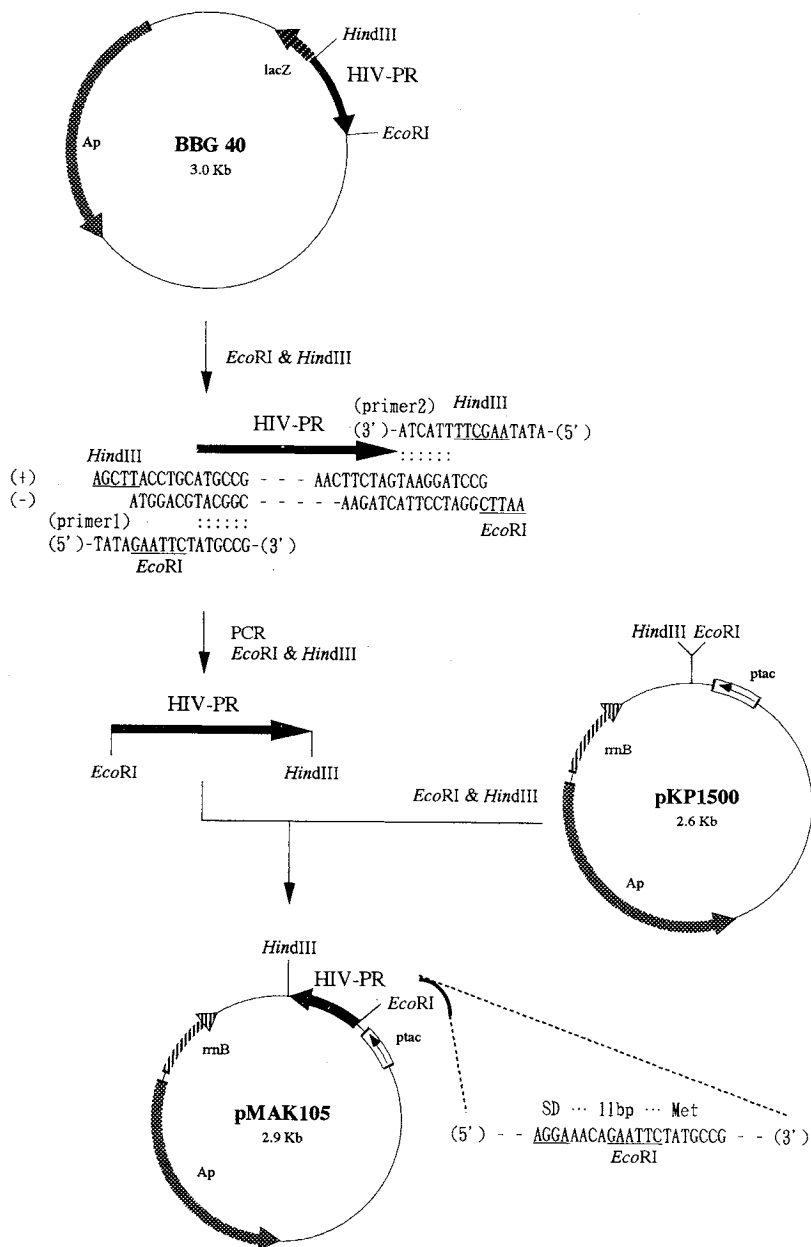 HindIII
lacZ
HIV-PR
Ap
BBG 40
3.0 Kb
EcoRI
EcoRI & HindIII
(primer2) HindIII
HIV-PR (3')-ATCATTTTCGAATATA-(5')
HindIII
::::::
(+) AGCTTACCTGCATGCCG - - - AACTTCTAGTAAGGATCCG
(-) ATGGACGTACGGC - - - - - AAGATCATTCCTAGGCTTAA
(primer1) :::::: EcoRI
(5')-TATAGAATTCTATGCCG-(3')
EcoRI
PCR
EcoRI & HindIII
HindIII EcoRI
ptac
HIV-PR
EcoRI HindIII
rrnB
EcoRI & HindIII
pKP1500
2.6 Kb
Ap
HindIII
HIV-PR
EcoRI
ptac
rrnB
pMAK105
2.9 Kb
Ap
SD ··· 11bp ··· Met
(5') - - AGGAAACAGAATTCTATGCCG - - (3')
EcoRI